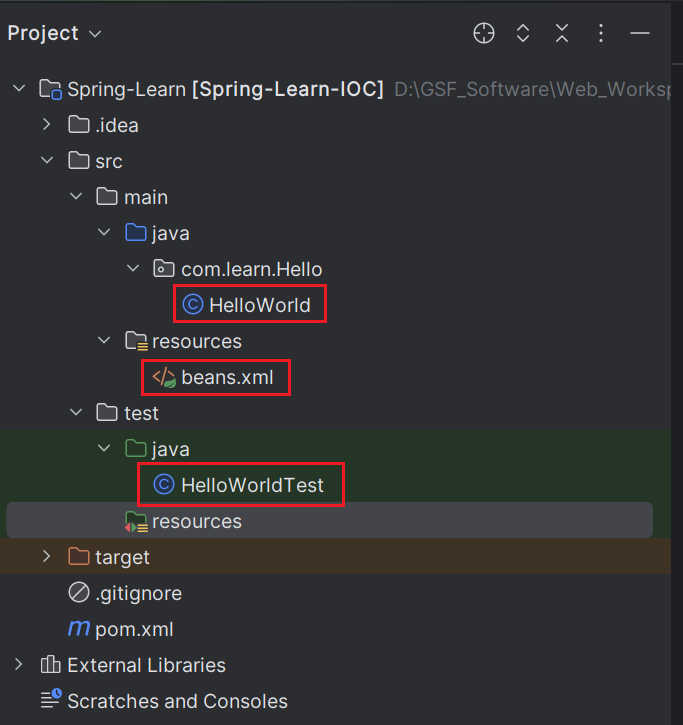 Project
Spring-Learn [Spring-Learn-IOC] D:\GSF_Software\Web_Worksp
.idea
src
main
java
com.learn.Hello
HelloWorld
resources
beans.xml
test
java
HelloWorldTest
resources
target
.gitignore
pom.xml
External Libraries
Scratches and Consoles